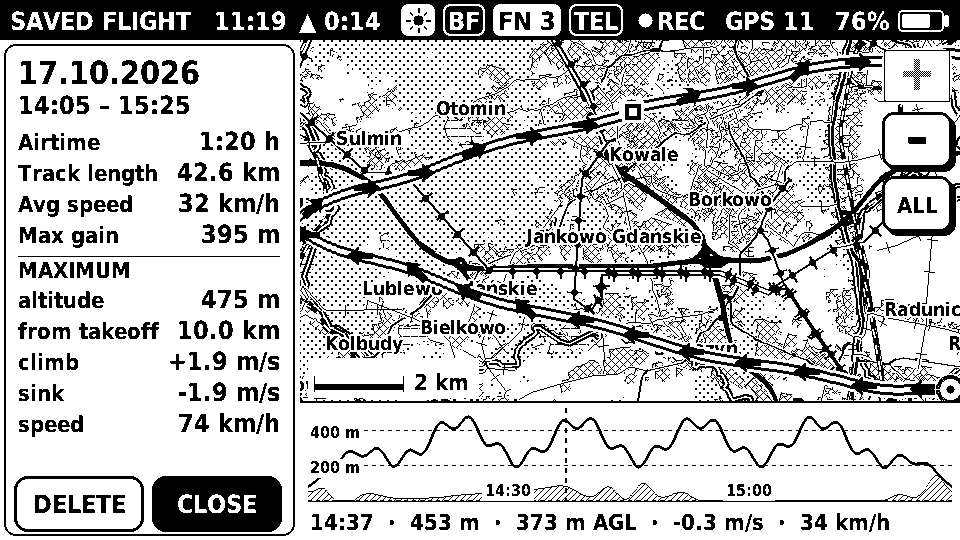 SAVED FLIGHT 11:19 ▲ 0:14 BF FN 3 TEL ●REC GPS 11 76%
17.10.2026
14:05 – 15:25
Airtime 1:20 h
Track length 42.6 km
Avg speed 32 km/h
Max gain 395 m
MAXIMUM
altitude 475 m
from takeoff 10.0 km
climb +1.9 m/s
sink -1.9 m/s
speed 74 km/h
DELETE CLOSE
+
-
ALL
Otomin
Sulmin
Kowale
Borkowo
Jankowo Gdanskie
Bielkowo
Kolbudy
Radunic
2 km
400 m
200 m
14:30 15:00
14:37 · 453 m · 373 m AGL · -0.3 m/s · 34 km/h